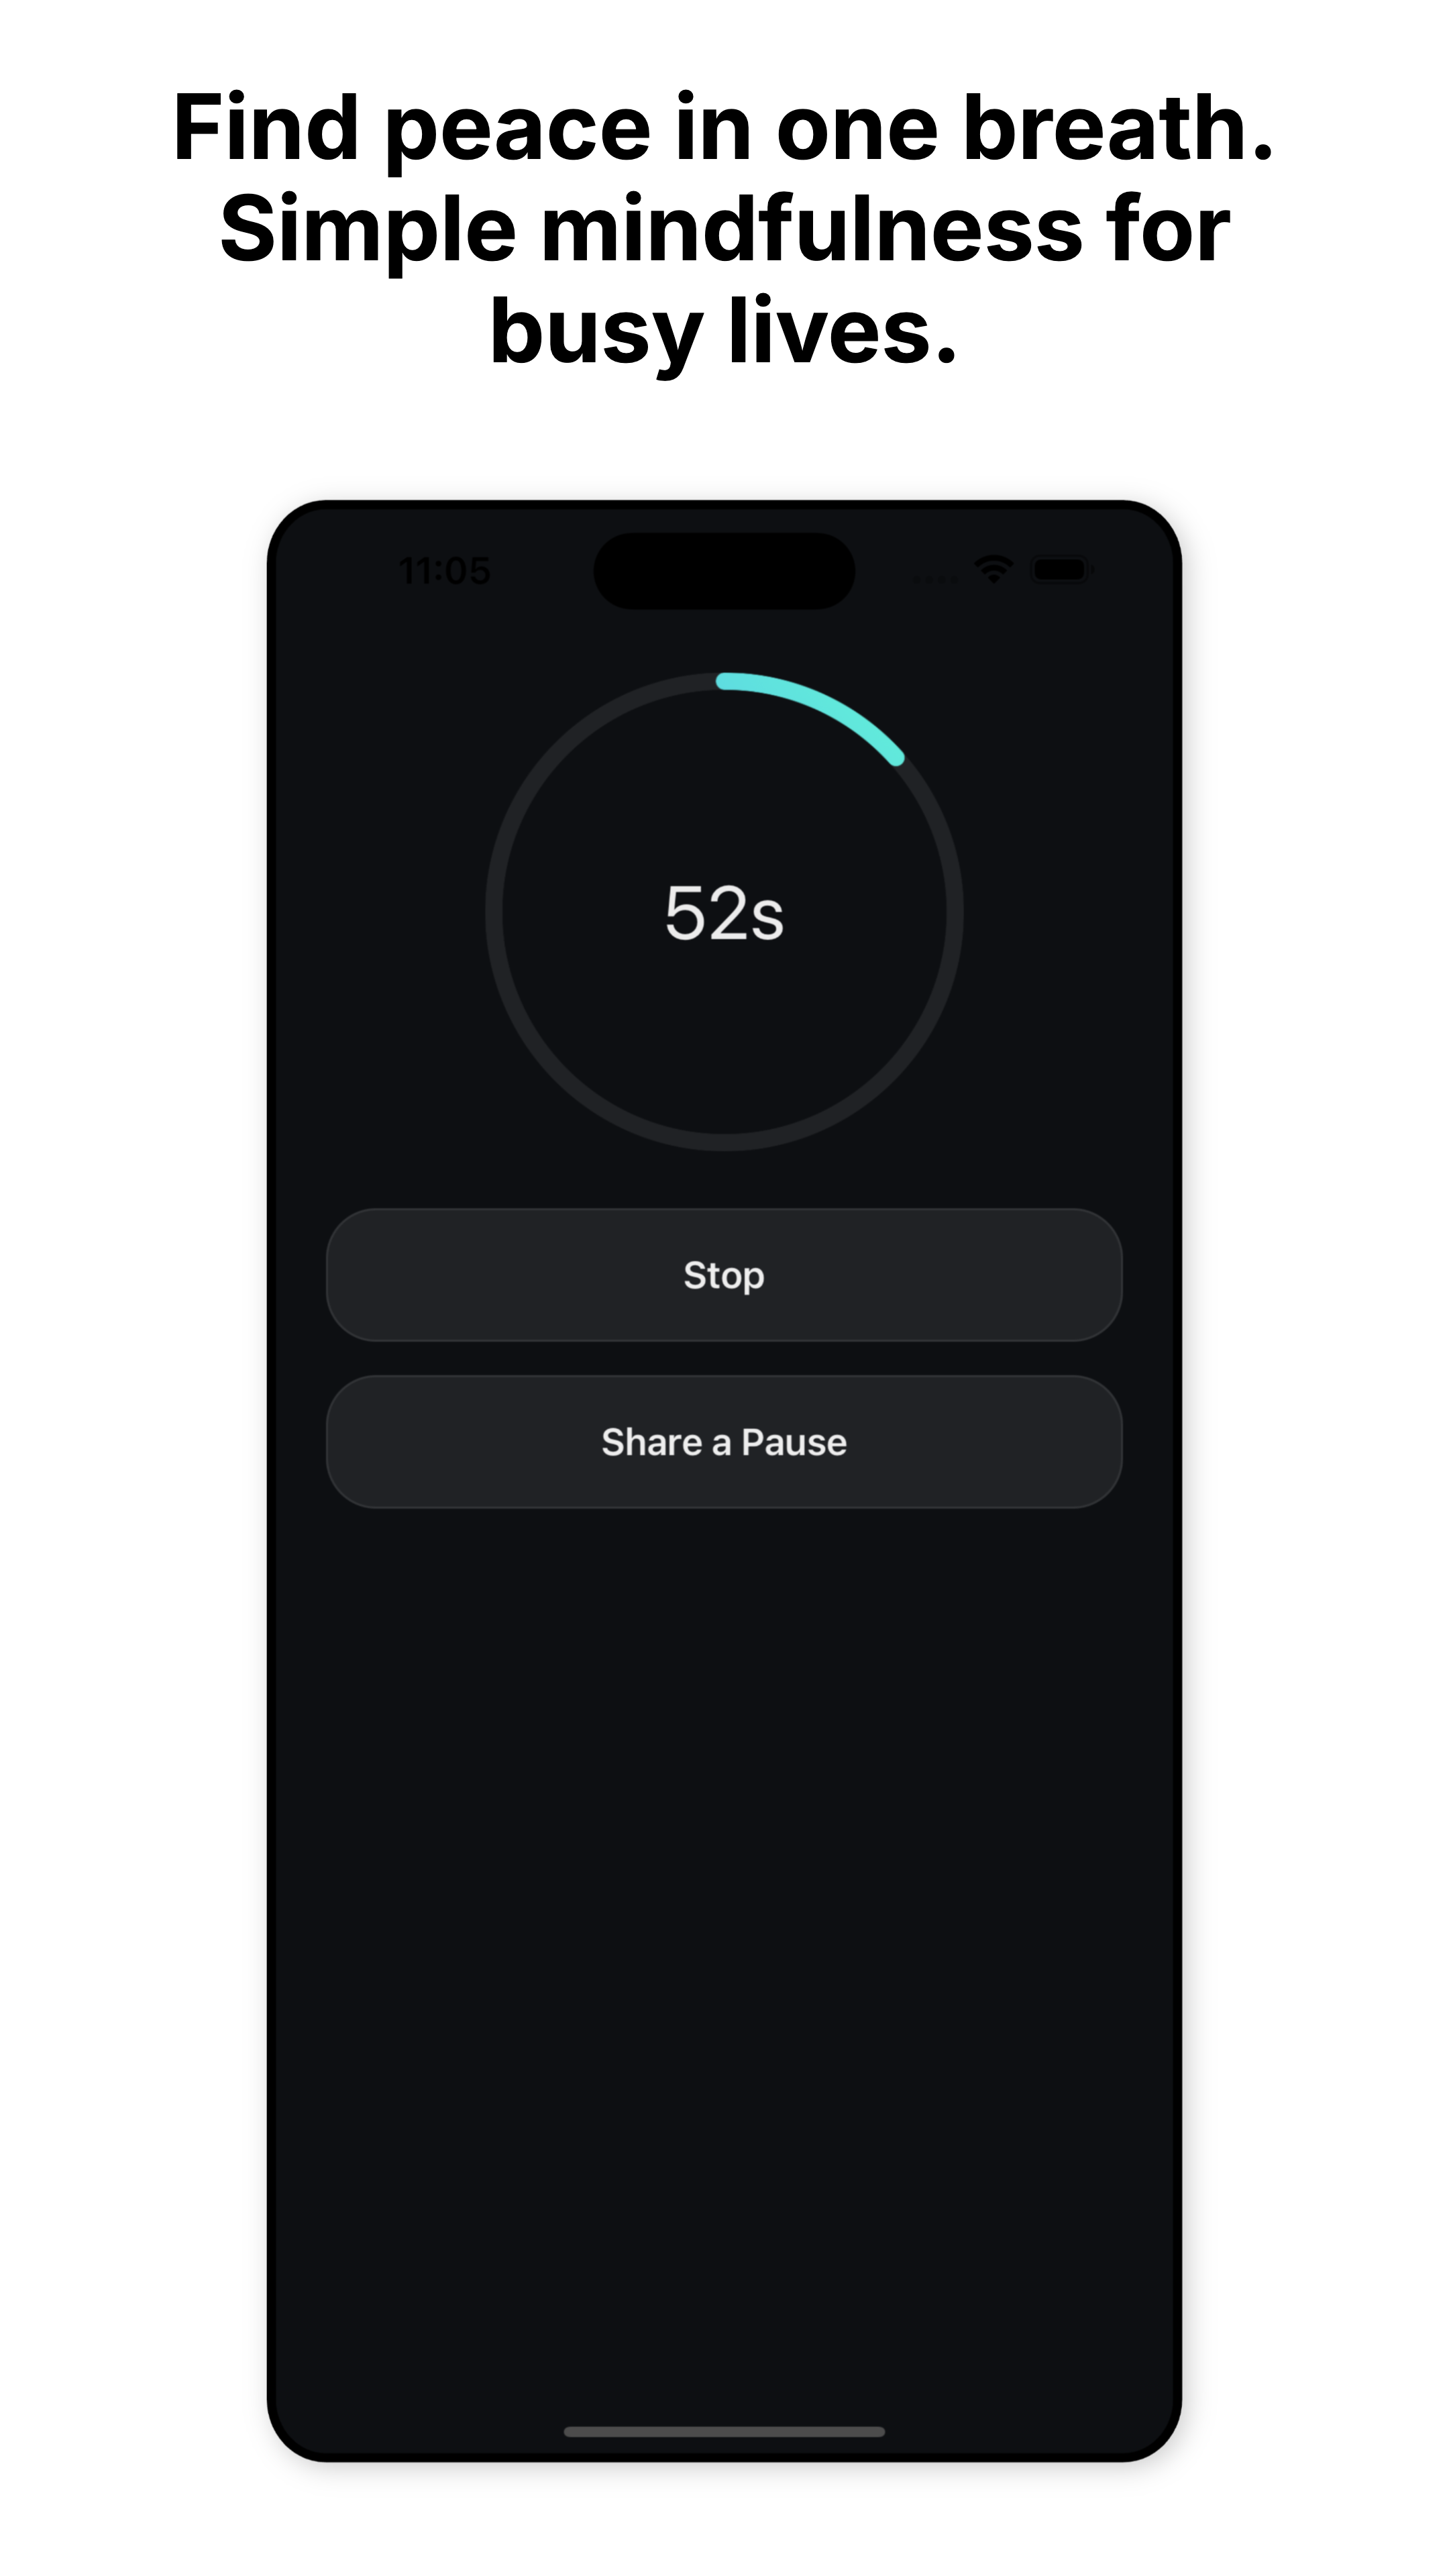 Find peace in one breath.
Simple mindfulness for
busy lives.
11:05
52s
Stop
Share a Pause